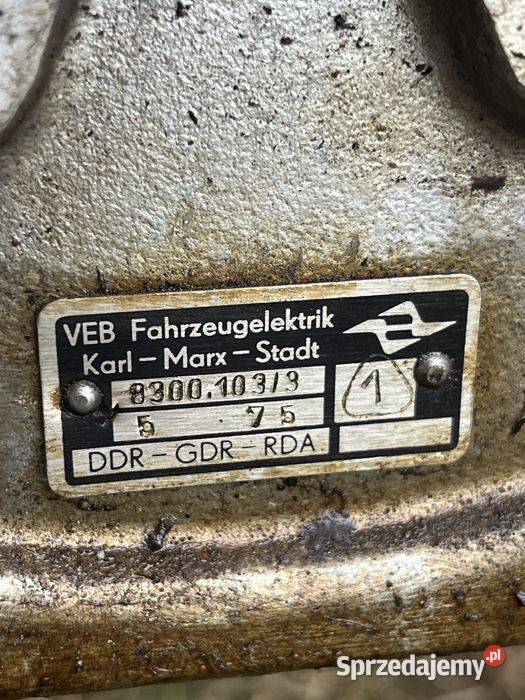 VEB Fahrzeugelektrik
Karl-Marx-Stadt
8300.103/3
5 . 75
1
DDR-GDR-RDA
Sprzedajemy.pl